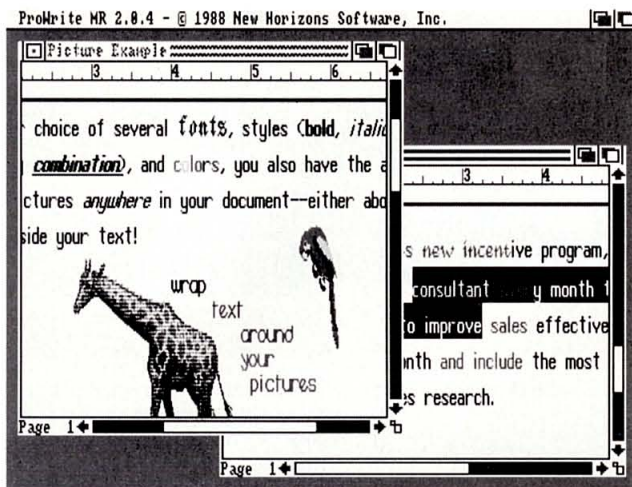 ProWrite MR 2.0.4 - © 1988 New Horizons Software, Inc.
Picture Example
3 4 5 6
choice of several fonts, styles (bold, italic
combination), and colors, you also have the a
ctures anywhere in your document--either abo
side your text!
wrap
text
around
your
pictures
Page 1
3 4
s new incentive program,
consultant every month t
to improve sales effective
nth and include the most
es research.
Page 1